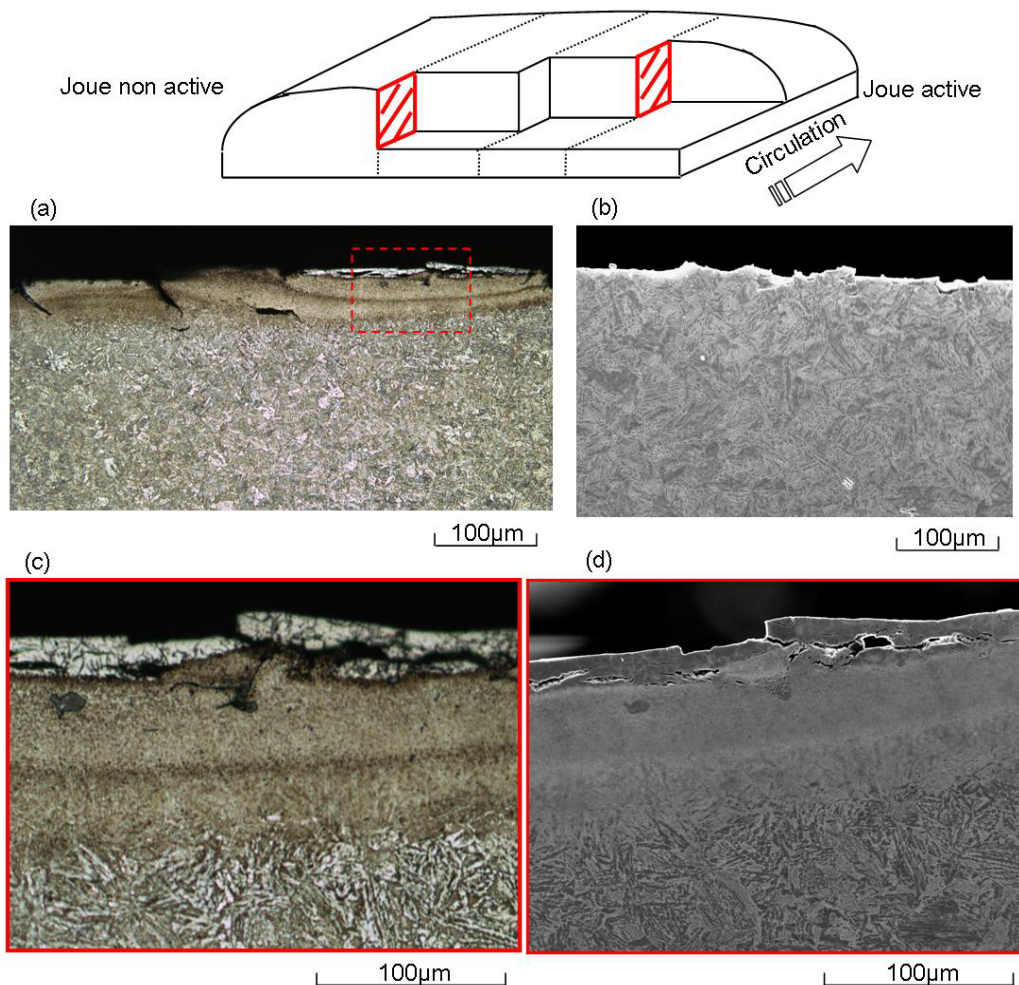 Joue non active
Joue active
Circulation
(a)
(b)
100µm
100µm
(c)
(d)
100µm
100µm